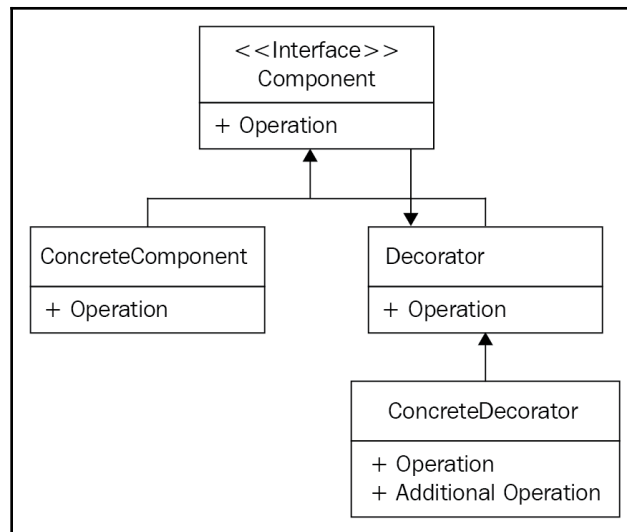 <<Interface>>
Component
+ Operation
ConcreteComponent
+ Operation
Decorator
+ Operation
ConcreteDecorator
+ Operation
+ Additional Operation